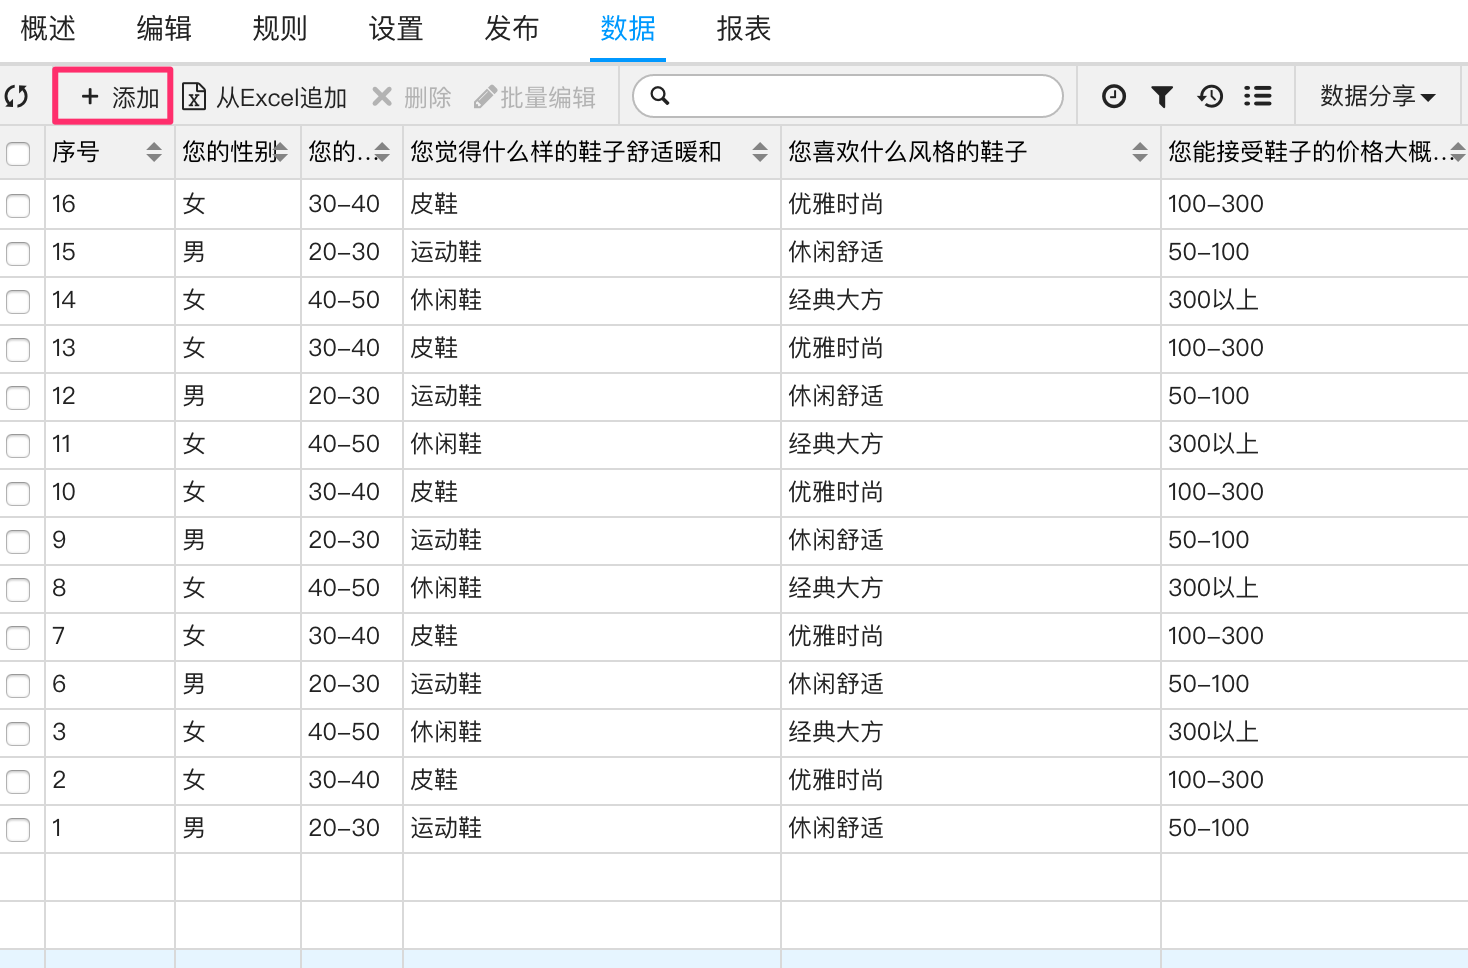 概述 编辑 规则 设置 发布 数据 报表
+ 添加 从Excel追加 删除 批量编辑 数据分享
序号 您的性别 您的... 您觉得什么样的鞋子舒适暖和 您喜欢什么风格的鞋子 您能接受鞋子的价格大概...
16 女 30-40 皮鞋 优雅时尚 100-300
15 男 20-30 运动鞋 休闲舒适 50-100
14 女 40-50 休闲鞋 经典大方 300以上
13 女 30-40 皮鞋 优雅时尚 100-300
12 男 20-30 运动鞋 休闲舒适 50-100
11 女 40-50 休闲鞋 经典大方 300以上
10 女 30-40 皮鞋 优雅时尚 100-300
9 男 20-30 运动鞋 休闲舒适 50-100
8 女 40-50 休闲鞋 经典大方 300以上
7 女 30-40 皮鞋 优雅时尚 100-300
6 男 20-30 运动鞋 休闲舒适 50-100
3 女 40-50 休闲鞋 经典大方 300以上
2 女 30-40 皮鞋 优雅时尚 100-300
1 男 20-30 运动鞋 休闲舒适 50-100